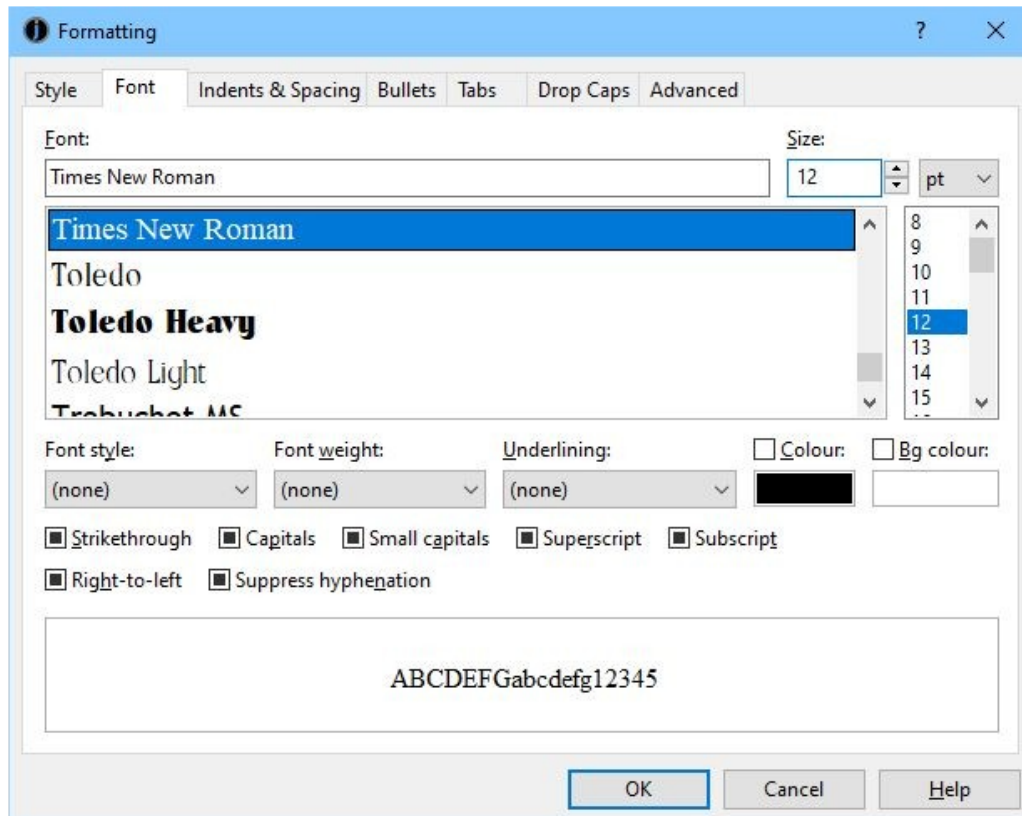 Formatting ?
Style Font Indents & Spacing Bullets Tabs Drop Caps Advanced
Font: Size:
Times New Roman 12 pt
Times New Roman
Toledo
Toledo Heavy
Toledo Light
Trebuchet MS
8
9
10
11
12
13
14
15
Font style: Font weight: Underlining: Colour: Bg colour:
(none) (none) (none)
Strikethrough Capitals Small capitals Superscript Subscript
Right-to-left Suppress hyphenation
ABCDEFGabcdefg12345
OK Cancel Help